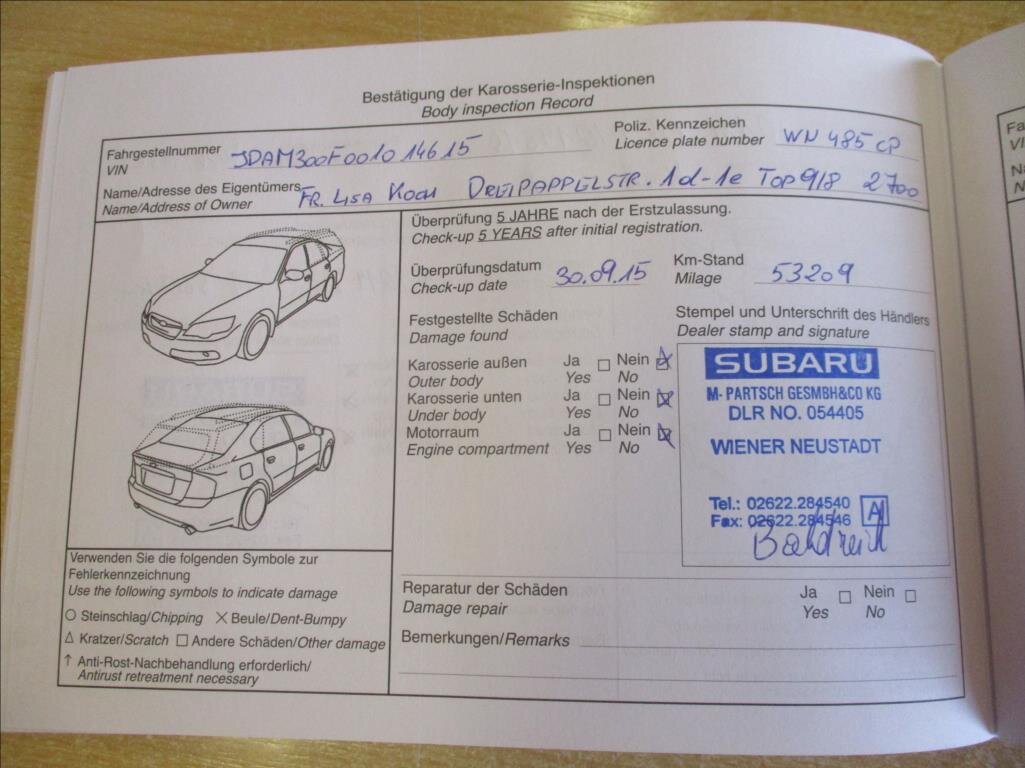 Bestätigung der Karosserie-Inspektionen
Body inspection Record
Fahrgestellnummer JDAM300F001014615
VIN
Poliz. Kennzeichen WN 485 CP
Licence plate number
Name/Adresse des Eigentümers FR. LISA KOCH DREIPAPPELSTR. 1d-1e TOP 9/8 2700
Name/Address of Owner
Überprüfung 5 JAHRE nach der Erstzulassung.
Check-up 5 YEARS after initial registration.
Überprüfungsdatum 30.09.15
Check-up date
Km-Stand 53209
Milage
Festgestellte Schäden
Damage found
Karosserie außen Ja Nein
Outer body Yes No
Karosserie unten Ja Nein
Under body Yes No
Motorraum Ja Nein
Engine compartment Yes No
Stempel und Unterschrift des Händlers
Dealer stamp and signature
SUBARU
M. PARTSCH GESMBH&CO KG
DLR NO. 054405
WIENER NEUSTADT
Tel.: 02622.284540
Fax: 02622.284546 A
Verwenden Sie die folgenden Symbole zur
Fehlerkennzeichnung
Use the following symbols to indicate damage
○ Steinschlag/Chipping × Beule/Dent-Bumpy
△ Kratzer/Scratch □ Andere Schäden/Other damage
↑ Anti-Rost-Nachbehandlung erforderlich/
Antirust retreatment necessary
Reparatur der Schäden Ja Nein
Damage repair Yes No
Bemerkungen/Remarks